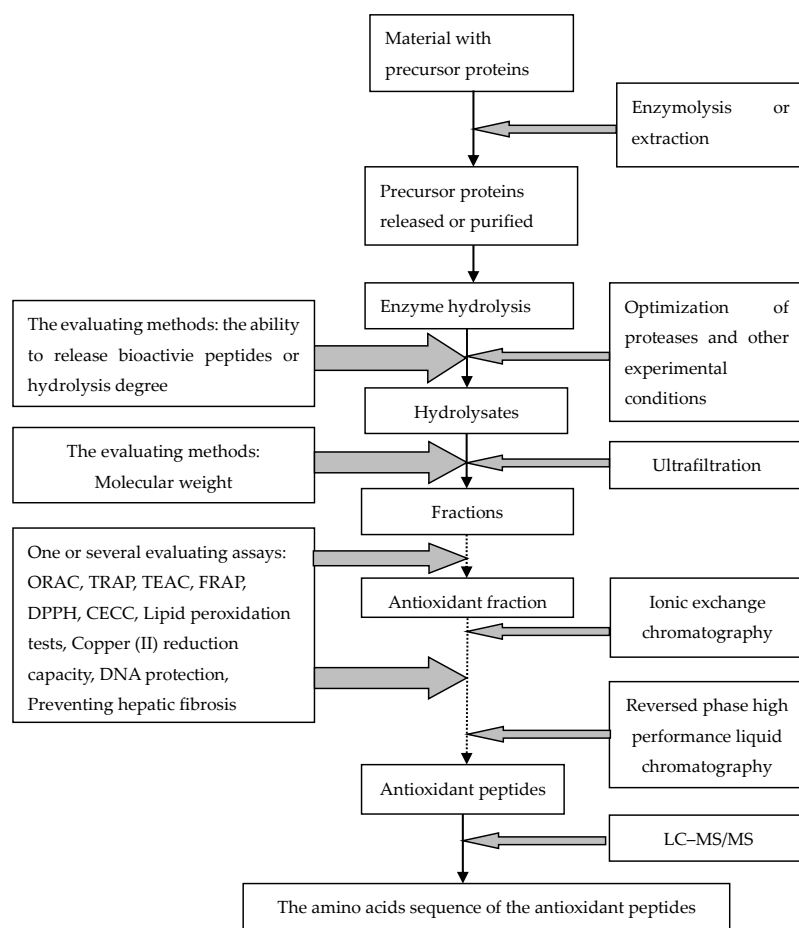 Material with
precursor proteins
Enzymolysis or
extraction
Precursor proteins
released or purified
Enzyme hydrolysis
The evaluating methods: the ability
to release bioactivie peptides or
hydrolysis degree
Optimization of
proteases and other
experimental
conditions
Hydrolysates
The evaluating methods:
Molecular weight
Ultrafiltration
Fractions
One or several evaluating assays:
ORAC, TRAP, TEAC, FRAP,
DPPH, CECC, Lipid peroxidation
tests, Copper (II) reduction
capacity, DNA protection,
Preventing hepatic fibrosis
Antioxidant fraction
Ionic exchange
chromatography
Reversed phase high
performance liquid
chromatography
Antioxidant peptides
LC–MS/MS
The amino acids sequence of the antioxidant peptides